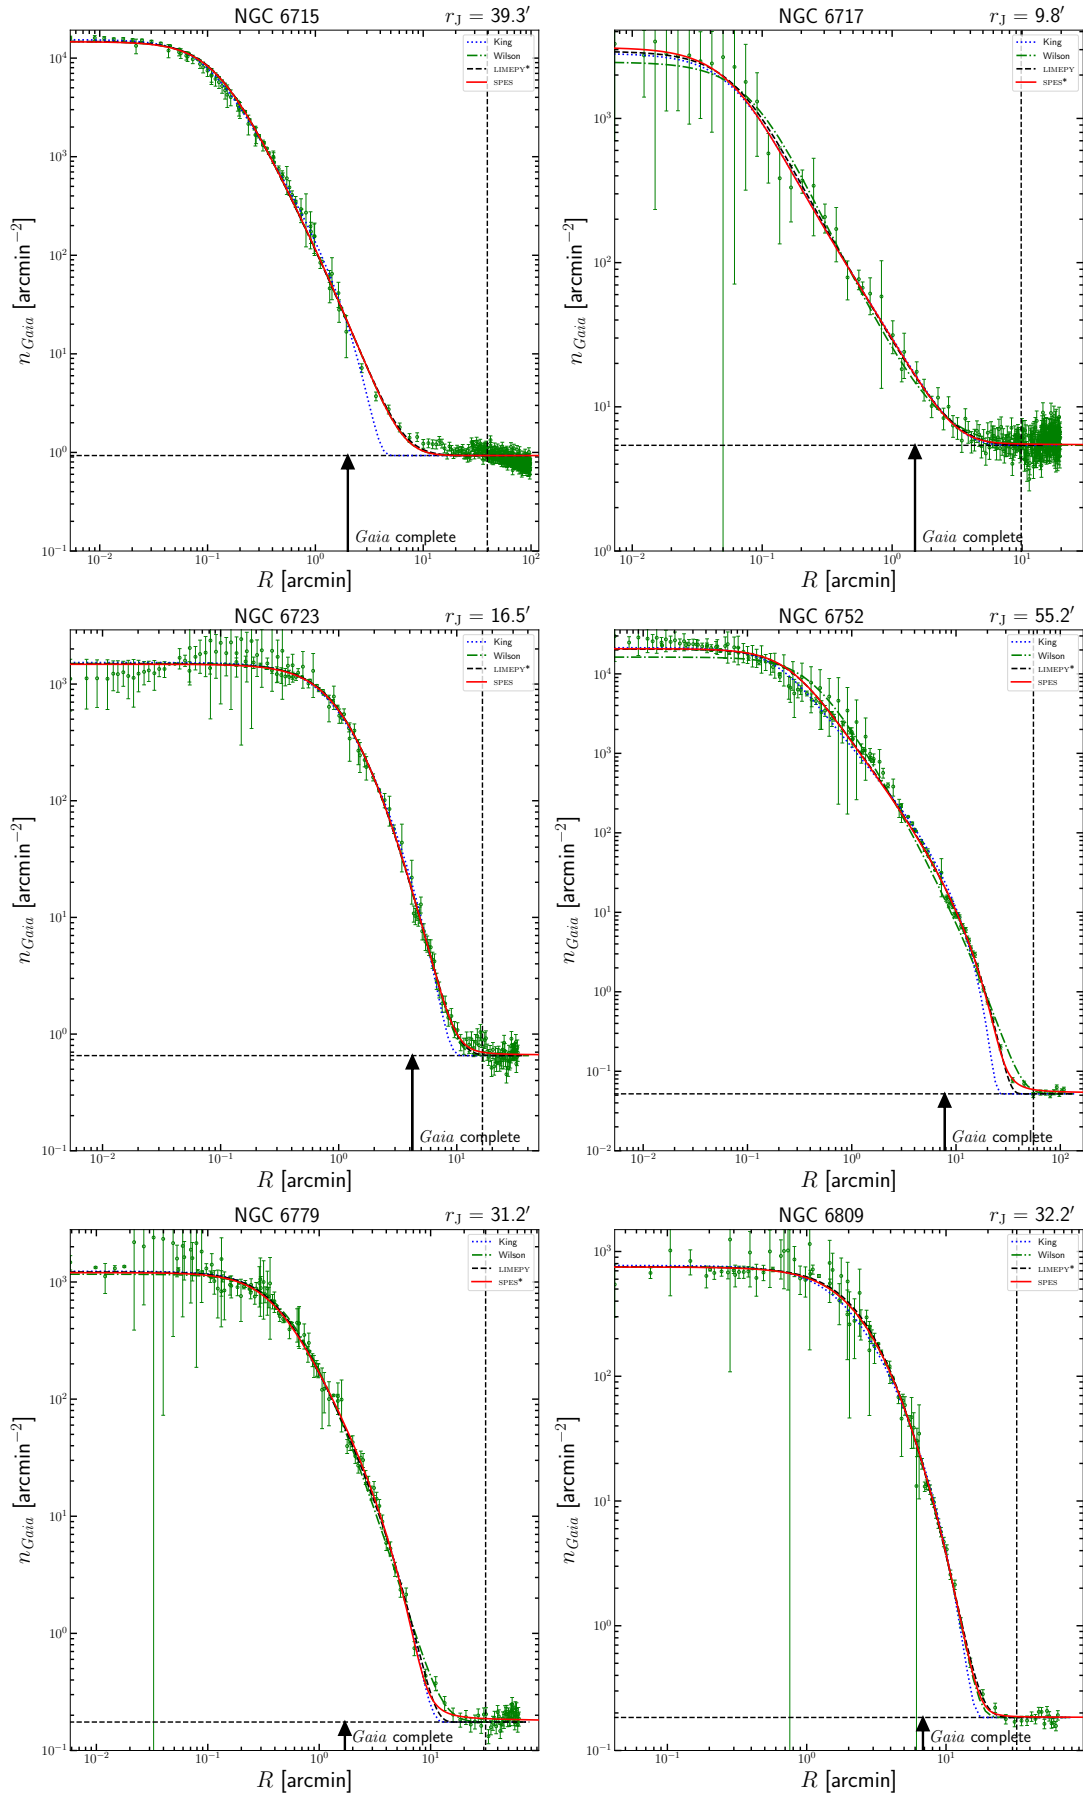 NGC 6715 r_J = 39.3′
King
Wilson
LIMEPY*
SPES
10^4
10^3
10^2
10^1
10^0
10^-1
n_Gaia [arcmin^-2]
Gaia complete
10^-2 10^-1 10^0 10^1 10^2
R [arcmin]
NGC 6717 r_J = 9.8′
King
Wilson
LIMEPY
SPES*
10^3
10^2
10^1
10^0
n_Gaia [arcmin^-2]
Gaia complete
10^-2 10^-1 10^0 10^1
R [arcmin]
NGC 6723 r_J = 16.5′
King
Wilson
LIMEPY*
SPES
10^3
10^2
10^1
10^0
10^-1
n_Gaia [arcmin^-2]
Gaia complete
10^-2 10^-1 10^0 10^1
R [arcmin]
NGC 6752 r_J = 55.2′
King
Wilson
LIMEPY*
SPES
10^4
10^3
10^2
10^1
10^0
10^-1
10^-2
n_Gaia [arcmin^-2]
Gaia complete
10^-2 10^-1 10^0 10^1 10^2
R [arcmin]
NGC 6779 r_J = 31.2′
King
Wilson
LIMEPY
SPES*
10^3
10^2
10^1
10^0
10^-1
n_Gaia [arcmin^-2]
Gaia complete
10^-2 10^-1 10^0 10^1
R [arcmin]
NGC 6809 r_J = 32.2′
King
Wilson
LIMEPY*
SPES
10^3
10^2
10^1
10^0
10^-1
n_Gaia [arcmin^-2]
Gaia complete
10^-1 10^0 10^1
R [arcmin]